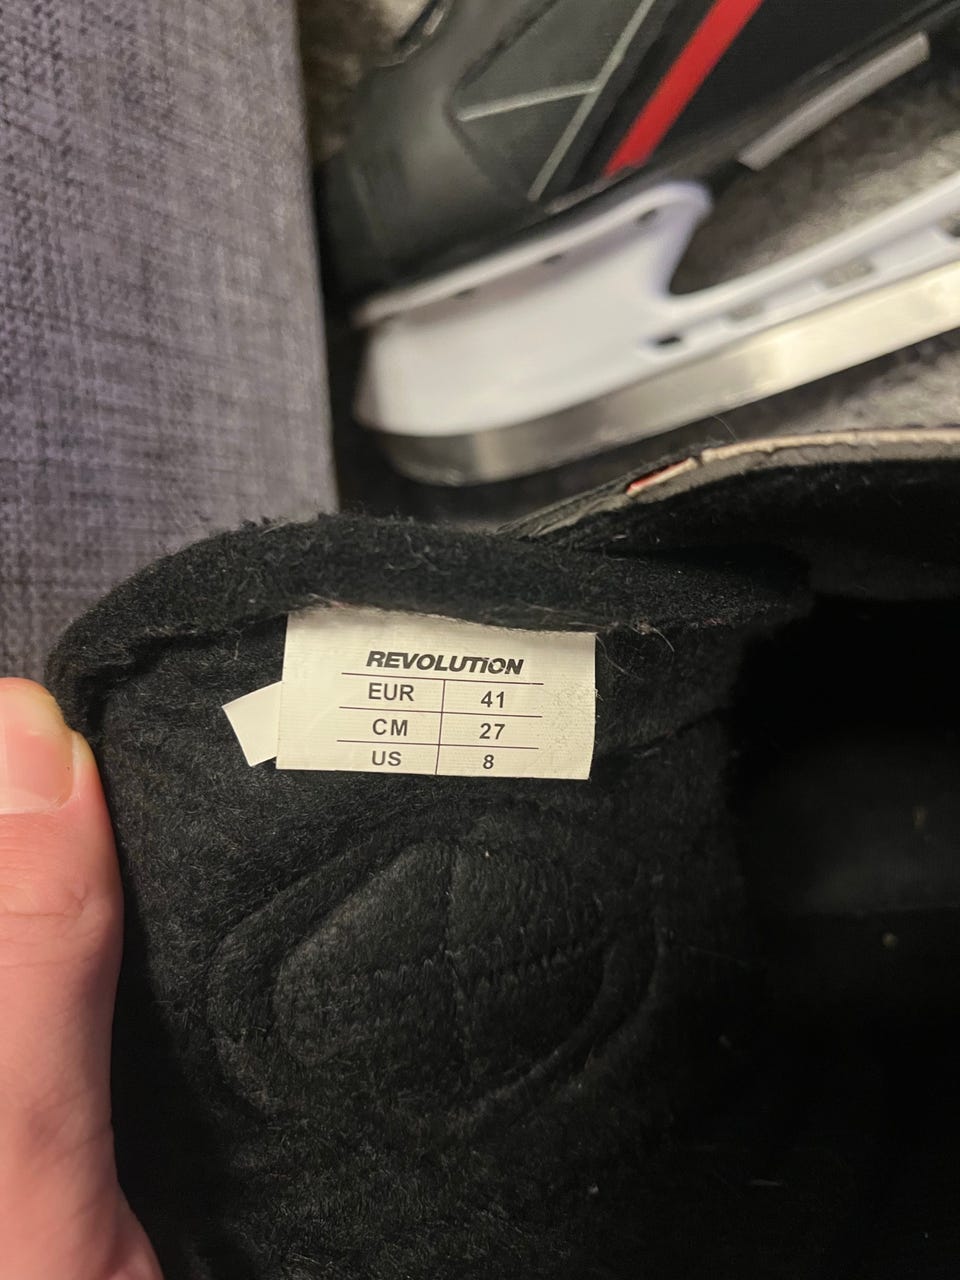 REVOLUTION
EUR 41
CM 27
US 8